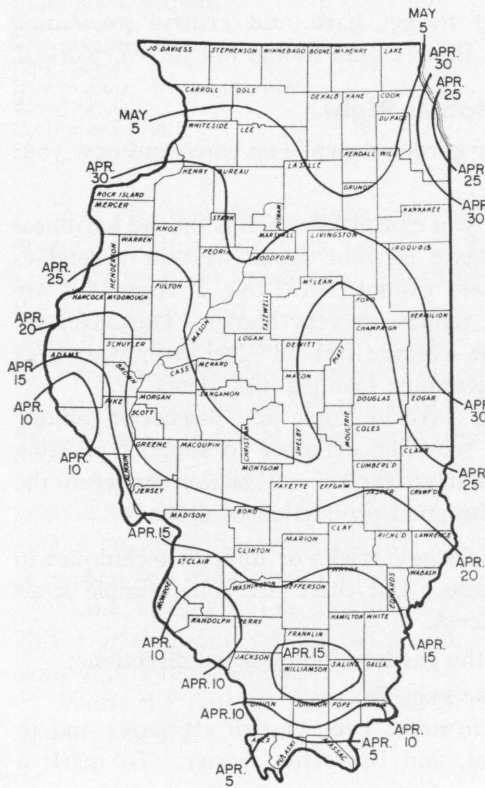 MAY
5
APR.
30
APR.
25
JO DAVIESS STEPHENSON WINNEBAGO BOONE McHENRY LAKE
CARROLL OGLE DEKALB KANE COOK
DUPAGE
MAY
5
WHITESIDE LEE
KENDALL WILL
LASALLE
APR.
25
APR.
30
HENRY BUREAU GRUNDY
APR.
30
ROCK ISLAND
MERCER STARK PUTNAM KANKAKEE
KNOX MARSHALL LIVINGSTON
WARREN HENDERSON PEORIA WOODFORD IROQUOIS
APR.
25
FULTON McLEAN FORD
HANCOCK McDONOUGH MASON TAZEWELL VERMILION
APR.
20
LOGAN DEWITT PIATT CHAMPAIGN
SCHUYLER
APR.
15
ADAMS BROWN CASS MENARD MACON
APR.
10
PIKE MORGAN SANGAMON DOUGLAS EDGAR
SCOTT CHRISTIAN SHELBY MOULTRIE COLES
APR.
30
APR.
10
GREENE MACOUPIN CUMBERL'D CLARK
MONTGOM
APR.
25
JERSEY FAYETTE EFFGHM JASPER CRAWF'D
MADISON BOND
APR.15
CLAY RICHL'D LAWRENCE
CLINTON MARION
APR.
20
ST.CLAIR WAYNE WABASH
WASHINGTON JEFFERSON EDWARDS
MONROE
RANDOLPH PERRY HAMILTON WHITE
APR.
15
FRANKLIN
APR.
10
JACKSON APR.15
WILLIAMSON SALINE GALLA.
APR.10
APR.10
UNION JOHNSON POPE HARDIN
APR.
10
ALEX PULASKI MASSAC
APR.
5
APR.
5